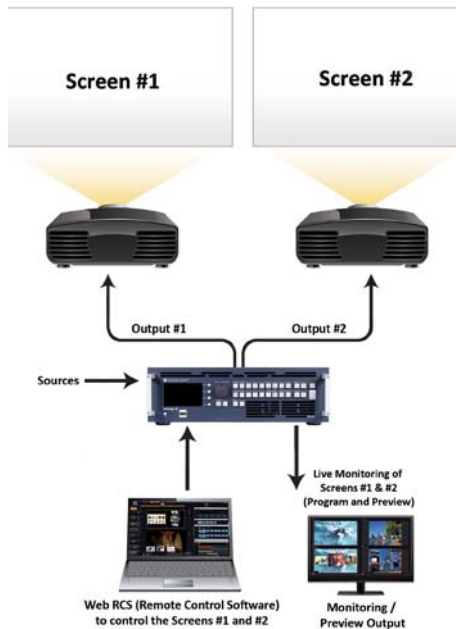 Screen #1
Screen #2
Output #1
Output #2
Sources
Live Monitoring of
Screens #1 & #2
(Program and Preview)
Web RCS (Remote Control Software)
to control the Screens #1 and #2
Monitoring /
Preview Output